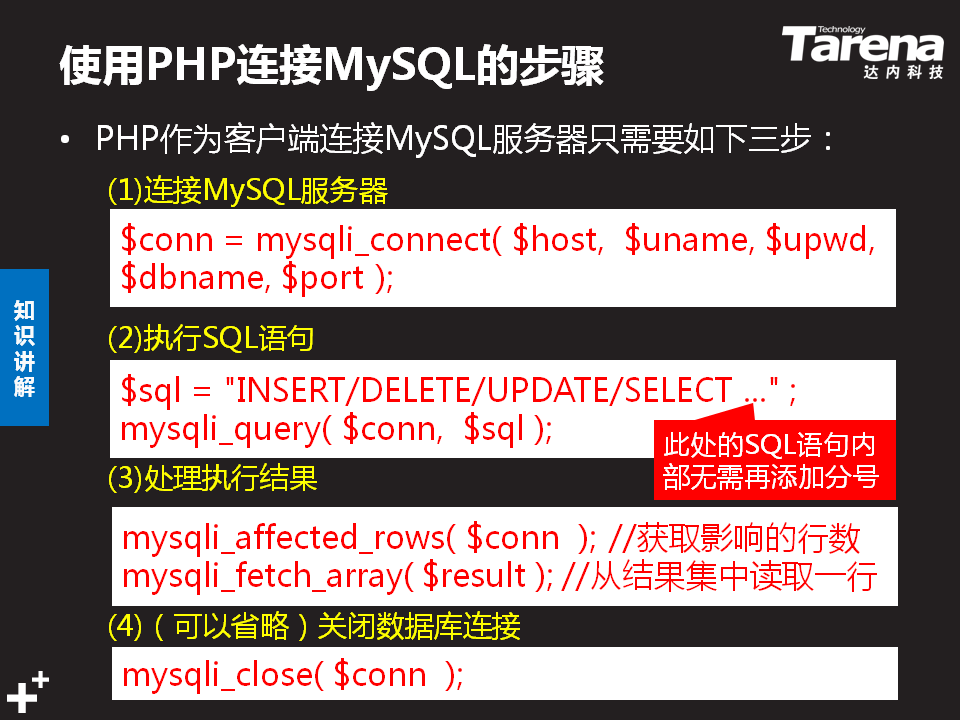 使用PHP连接MySQL的步骤
Technology
Tarena
达内科技
• PHP作为客户端连接MySQL服务器只需要如下三步：
(1)连接MySQL服务器
$conn = mysqli_connect( $host,  $uname, $upwd,
$dbname, $port );
知识讲解
(2)执行SQL语句
$sql = "INSERT/DELETE/UPDATE/SELECT ..." ;
mysqli_query( $conn,  $sql );
此处的SQL语句内
部无需再添加分号
(3)处理执行结果
mysqli_affected_rows( $conn  ); //获取影响的行数
mysqli_fetch_array( $result ); //从结果集中读取一行
(4)（可以省略）关闭数据库连接
mysqli_close( $conn  );